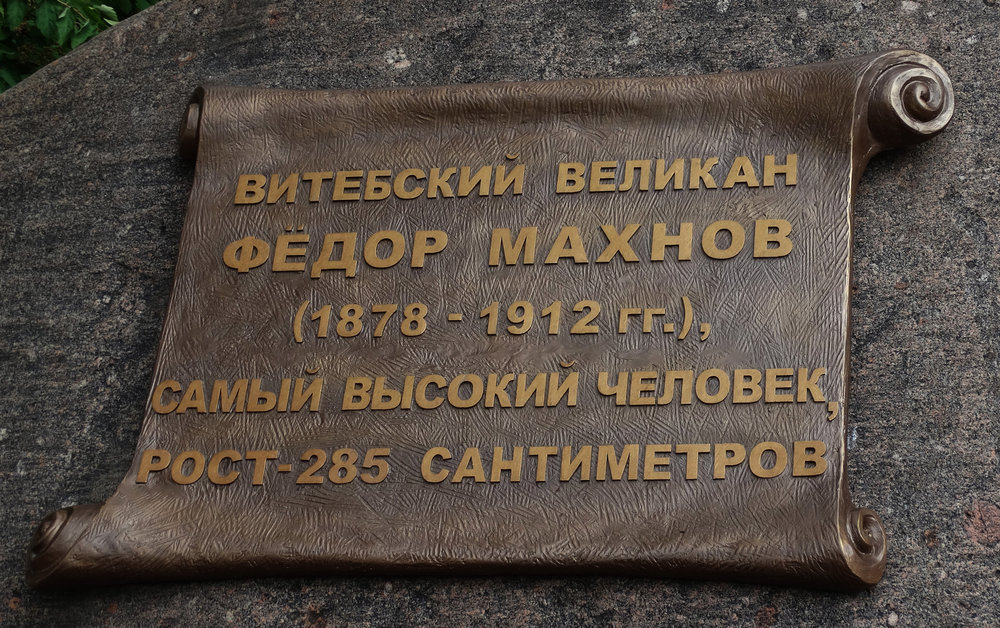 ВИТЕБСКИЙ ВЕЛИКАН
ФЁДОР МАХНОВ
(1878 - 1912 гг.),
САМЫЙ ВЫСОКИЙ ЧЕЛОВЕК,
РОСТ-285 САНТИМЕТРОВ